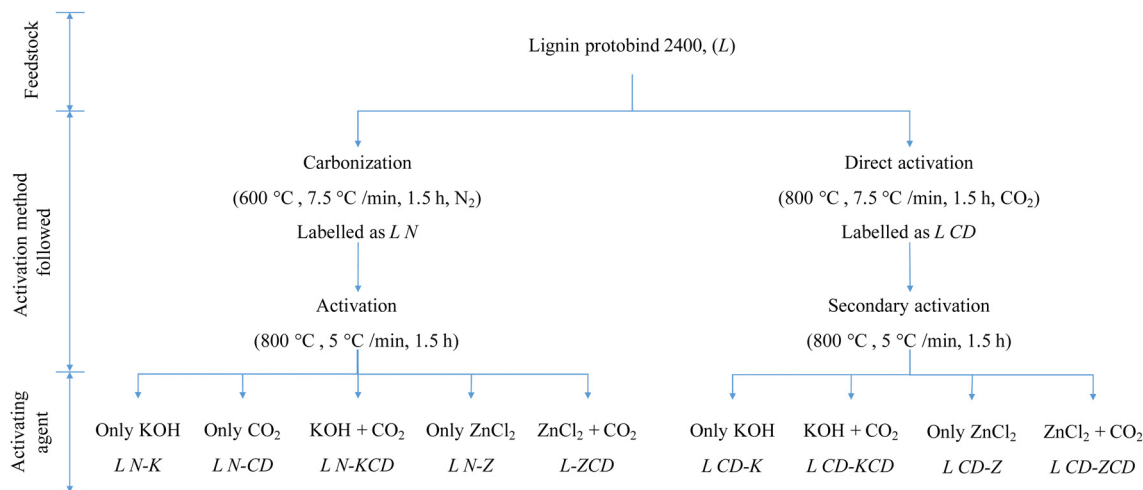 Feedstock
Lignin protobind 2400, (L)
Activation method
followed
Carbonization
(600 °C , 7.5 °C /min, 1.5 h, N₂)
Labelled as L N
Direct activation
(800 °C , 7.5 °C /min, 1.5 h, CO₂)
Labelled as L CD
Activation
(800 °C , 5 °C /min, 1.5 h)
Secondary activation
(800 °C , 5 °C /min, 1.5 h)
Activating
agent
Only KOH
L N-K
Only CO₂
L N-CD
KOH + CO₂
L N-KCD
Only ZnCl₂
L N-Z
ZnCl₂ + CO₂
L-ZCD
Only KOH
L CD-K
KOH + CO₂
L CD-KCD
Only ZnCl₂
L CD-Z
ZnCl₂ + CO₂
L CD-ZCD